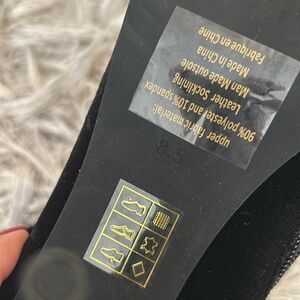 upper fabric material:
90% polyester and 10% spandex
Leather Socklining
Man Made outsole
Made in China
Fabriqué en Chine
8.5